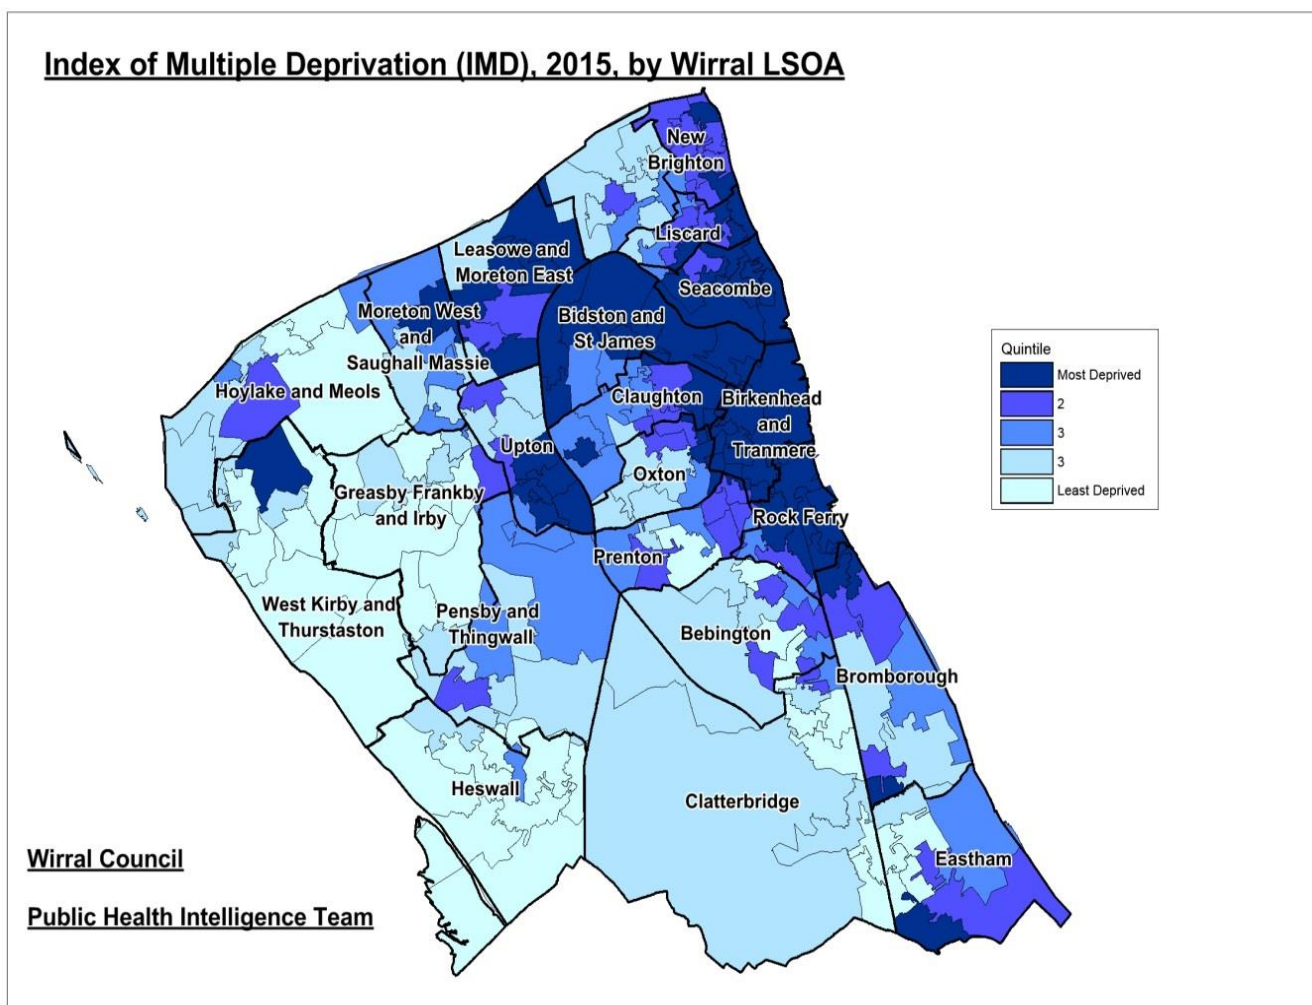 Index of Multiple Deprivation (IMD), 2015, by Wirral LSOA
New
Brighton
Liscard
Leasowe and
Moreton East
Seacombe
Moreton West
and
Saughall Massie
Bidston and
St James
Hoylake and Meols
Claughton
Birkenhead
and
Tranmere
Upton
Oxton
Greasby Frankby
and Irby
Rock Ferry
Prenton
West Kirby and
Thurstaston
Pensby and
Thingwall
Bebington
Bromborough
Heswall
Clatterbridge
Eastham
Quintile
Most Deprived
2
3
3
Least Deprived
Wirral Council
Public Health Intelligence Team